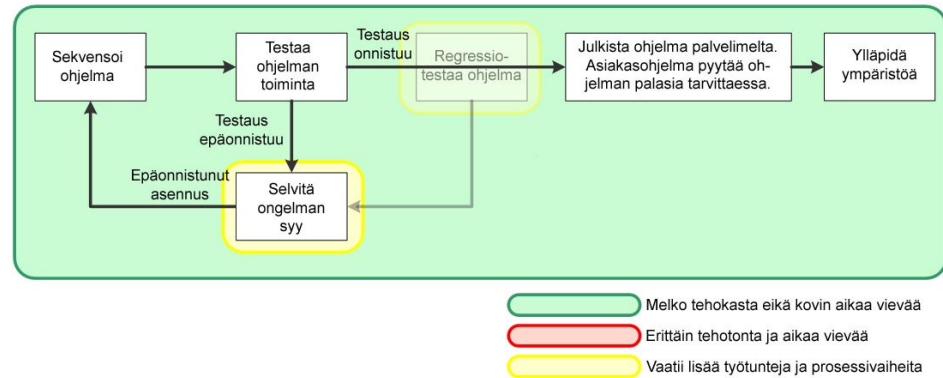 Sekvensoi
ohjelma
Testaa
ohjelman
toiminta
Testaus
onnistuu
Regressio-
testaa ohjelma
Julkista ohjelma palvelimelta.
Asiakasohjelma pyytää oh-
jelman palasia tarvittaessa.
Ylläpidä
ympäristöä
Testaus
epäonnistuu
Epäonnistunut
asennus
Selvitä
ongelman
syy
Melko tehokasta eikä kovin aikaa vievää
Erittäin tehotonta ja aikaa vievää
Vaatii lisää työtunteja ja prosessivaiheita